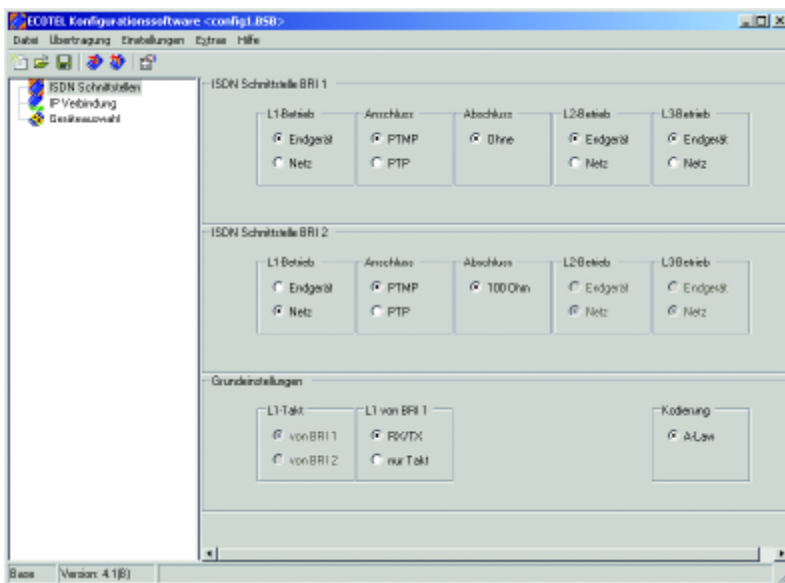 ECOTEL Konfigurationssoftware <config1.BSB>
Datei Übertragung Einstellungen Extras Hilfe
ISDN Schnittstellen
IP Verbindung
Geräteauswahl
ISDN Schnittstelle BRI 1
L1-Betrieb Anschluss Abschluss L2-Betrieb L3-Betrieb
Endgerät PTMP Ohne Endgerät Endgerät
Netz PTP Netz Netz
ISDN Schnittstelle BRI 2
L1-Betrieb Anschluss Abschluss L2-Betrieb L3-Betrieb
Endgerät PTMP 100 Ohm Endgerät Endgerät
Netz PTP Netz Netz
Grundeinstellungen
L1-Takt L1 von BRI 1 Kodierung
von BRI 1 RX/TX A-Law
von BRI 2 nur Takt
Base Version: 4.1(B)